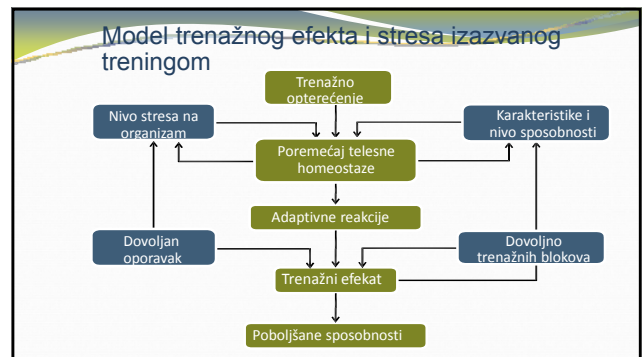 Model trenažnog efekta i stresa izazvanog
treningom
Trenažno
opterećenje
Nivo stresa na
organizam
Karakteristike i
nivo sposobnosti
Poremećaj telesne
homeostaze
Adaptivne reakcije
Dovoljan
oporavak
Dovoljno
trenažnih blokova
Trenažni efekat
Poboljšane sposobnosti